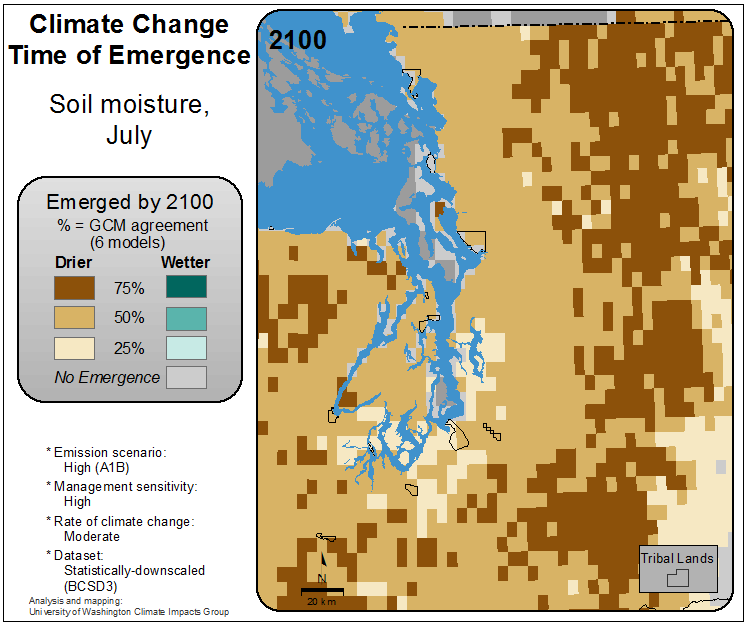 Climate Change
Time of Emergence
Soil moisture,
July
Emerged by 2100
% = GCM agreement
(6 models)
Drier Wetter
75%
50%
25%
No Emergence
* Emission scenario:
High (A1B)
* Management sensitivity:
High
* Rate of climate change:
Moderate
* Dataset:
Statistically-downscaled
(BCSD3)
Analysis and mapping:
University of Washington Climate Impacts Group
2100
N
20 km
Tribal Lands